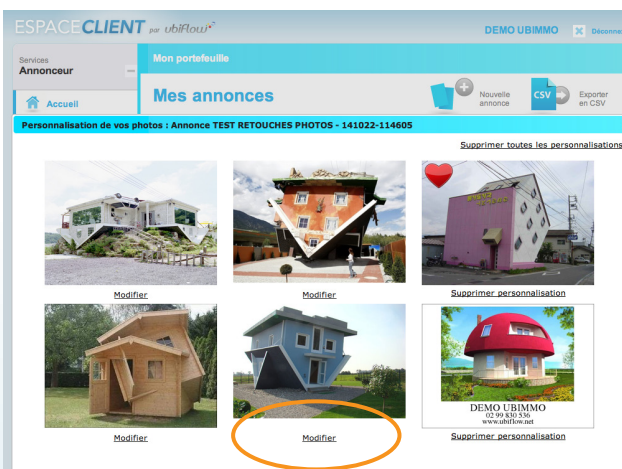 ESPACECLIENT par ubiflow
DEMO UBIMMO
Services
Annonceur
Mon portefeuille
Accueil
Mes annonces
Nouvelle
annonce
CSV
Exporter
en CSV
Personnalisation de vos photos : Annonce TEST RETOUCHES PHOTOS - 141022-114605
Supprimer toutes les personnalisations
Modifier
Modifier
Supprimer personnalisation
DEMO UBIMMO
02 99 830 536
www.ubiflow.net
Modifier
Modifier
Supprimer personnalisation